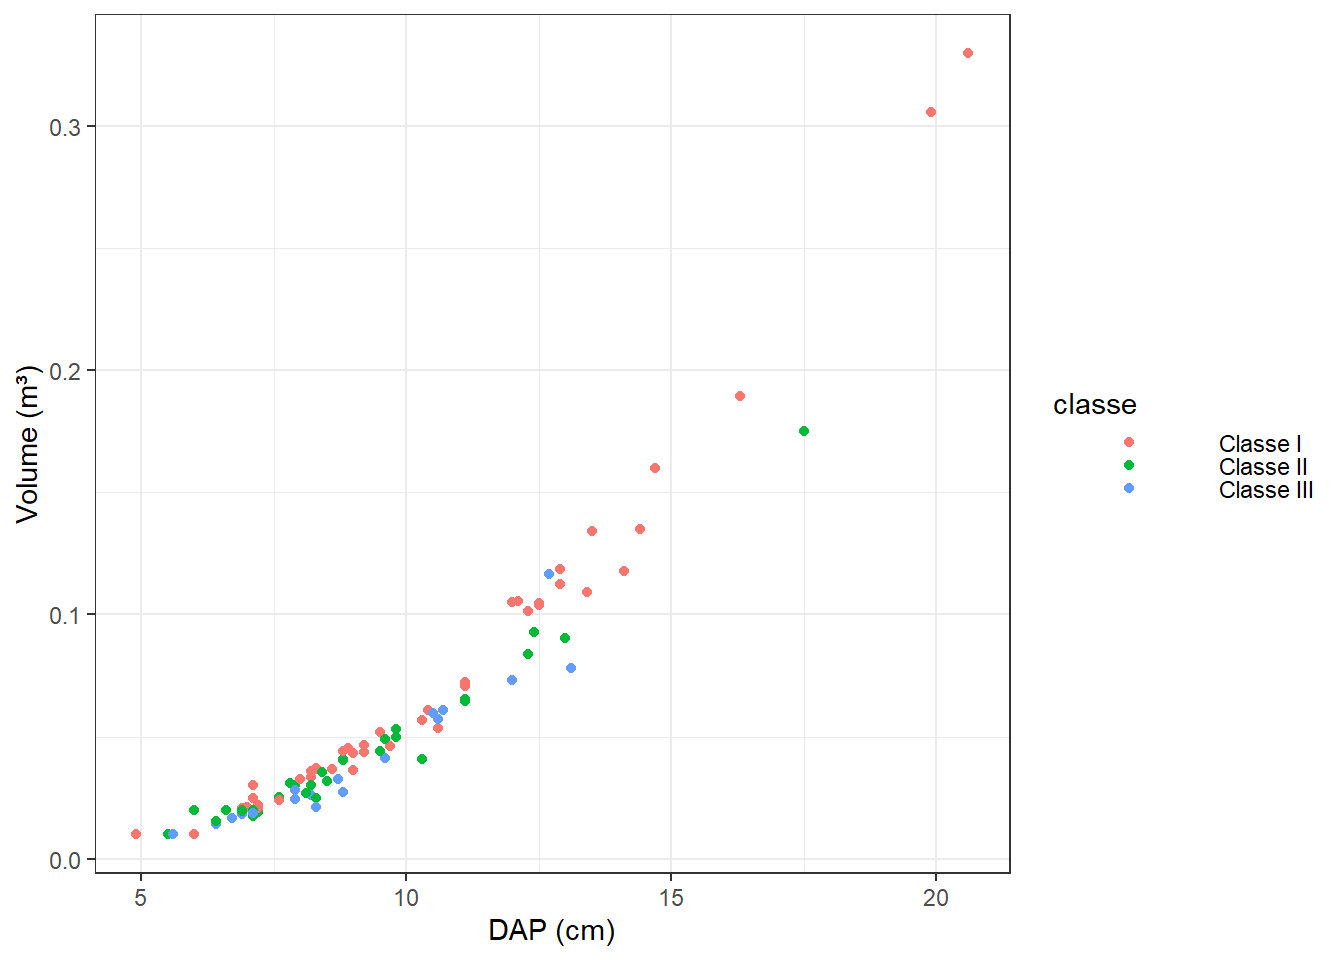 0.3
0.2
0.1
0.0
Volume (m³)
5 10 15 20
DAP (cm)
classe
Classe I
Classe II
Classe III